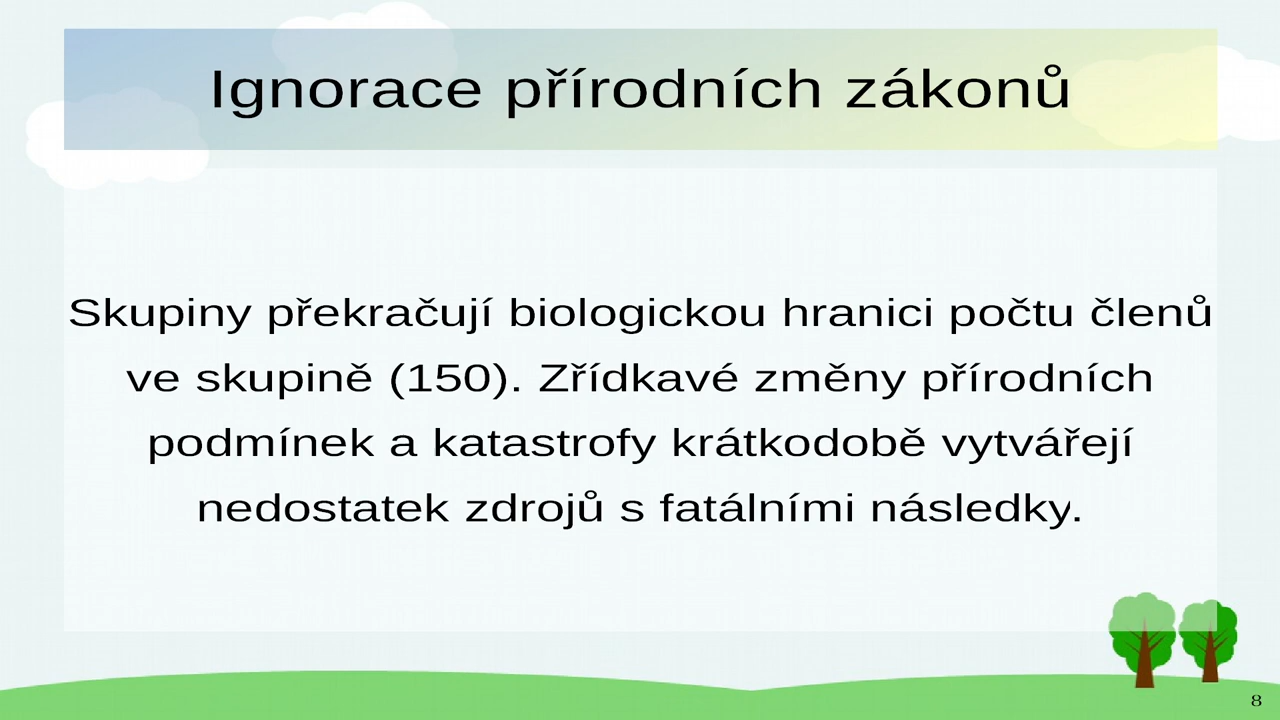 Ignorace přírodních zákonů
Skupiny překračují biologickou hranici počtu členů
ve skupině (150). Zřídkavé změny přírodních
podmínek a katastrofy krátkodobě vytvářejí
nedostatek zdrojů s fatálními následky.
8